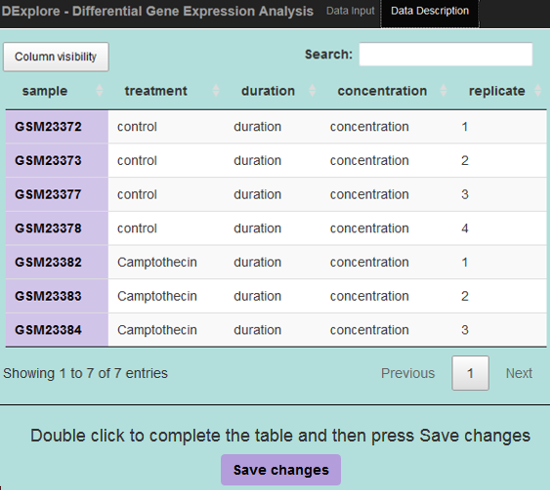 DExplore - Differential Gene Expression Analysis Data Input Data Description
Column visibility Search:
sample treatment duration concentration replicate
GSM23372 control duration concentration 1
GSM23373 control duration concentration 2
GSM23377 control duration concentration 3
GSM23378 control duration concentration 4
GSM23382 Camptothecin duration concentration 1
GSM23383 Camptothecin duration concentration 2
GSM23384 Camptothecin duration concentration 3
Showing 1 to 7 of 7 entries Previous 1 Next
Double click to complete the table and then press Save changes
Save changes